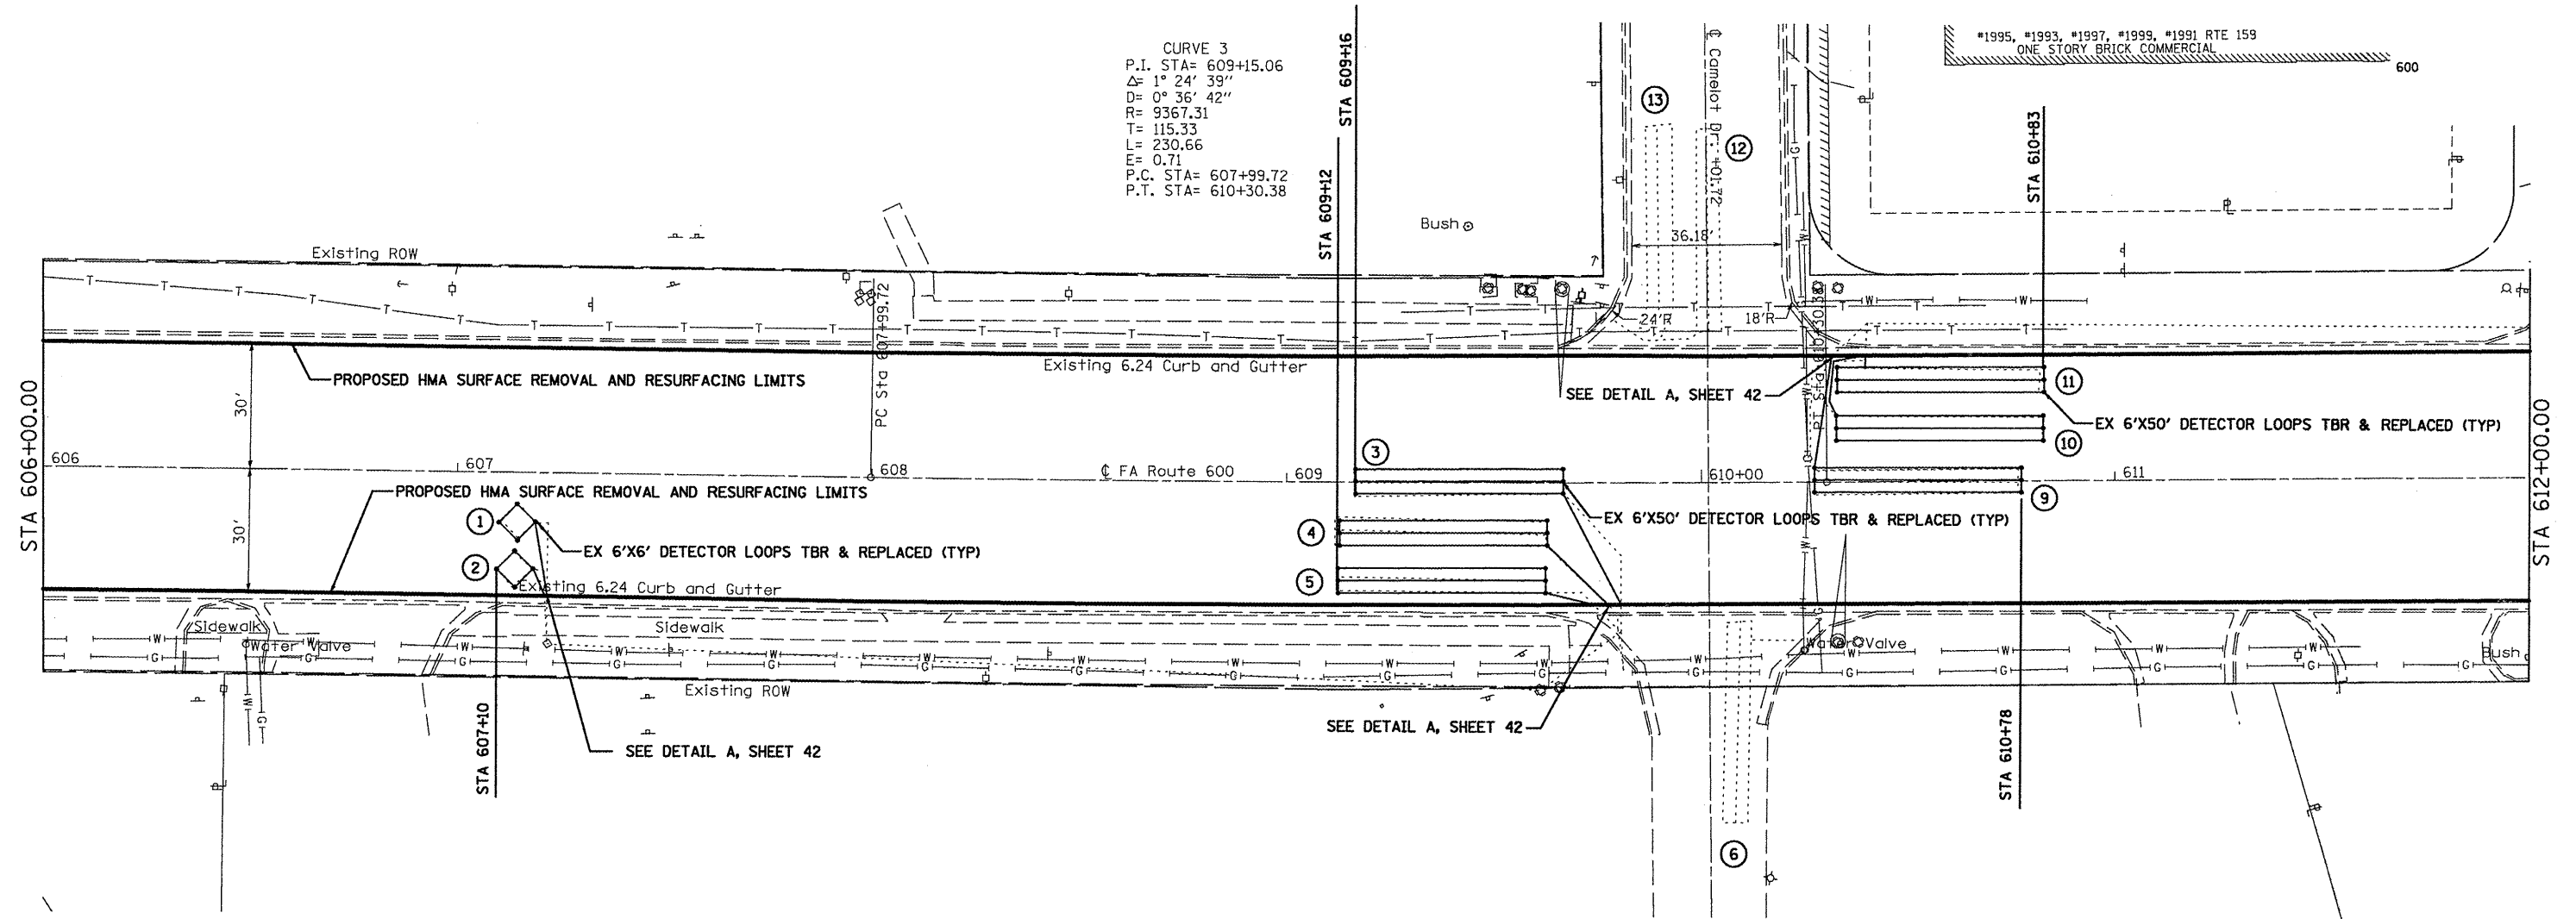 CURVE 3
P.I. STA= 609+15.06
Δ= 1° 24' 39"
D= 0° 36' 42"
R= 9367.31
T= 115.33
L= 230.66
E= 0.71
P.C. STA= 607+99.72
P.T. STA= 610+30.38
STA 609+16
STA 609+12
13
12
℄ Camelot Dr. +01.72
#1995, #1993, #1997, #1999, #1991 RTE 159
ONE STORY BRICK COMMERCIAL
600
STA 610+83
Bush
36.18'
Existing ROW
24'R
18'R
PC Sta 607+99.72
PT Sta 610+30.38
Existing 6.24 Curb and Gutter
PROPOSED HMA SURFACE REMOVAL AND RESURFACING LIMITS
SEE DETAIL A, SHEET 42
11
EX 6'X50' DETECTOR LOOPS TBR & REPLACED (TYP)
10
30'
STA 606+00.00
STA 612+00.00
606
607
608
℄ FA Route 600
609
610+00
611
3
9
PROPOSED HMA SURFACE REMOVAL AND RESURFACING LIMITS
1
EX 6'X50' DETECTOR LOOPS TBR & REPLACED (TYP)
4
30'
EX 6'X6' DETECTOR LOOPS TBR & REPLACED (TYP)
2
5
Existing 6.24 Curb and Gutter
Sidewalk
Sidewalk
Water Valve
Water Valve
Bush
Existing ROW
STA 607+10
SEE DETAIL A, SHEET 42
SEE DETAIL A, SHEET 42
STA 610+78
6